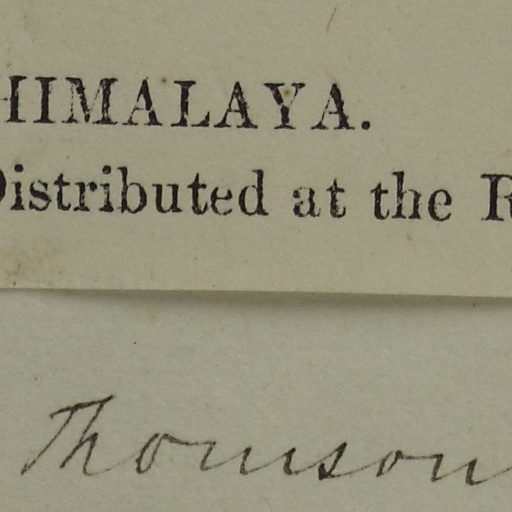 HIMALAYA.
Distributed at the R
Thomson